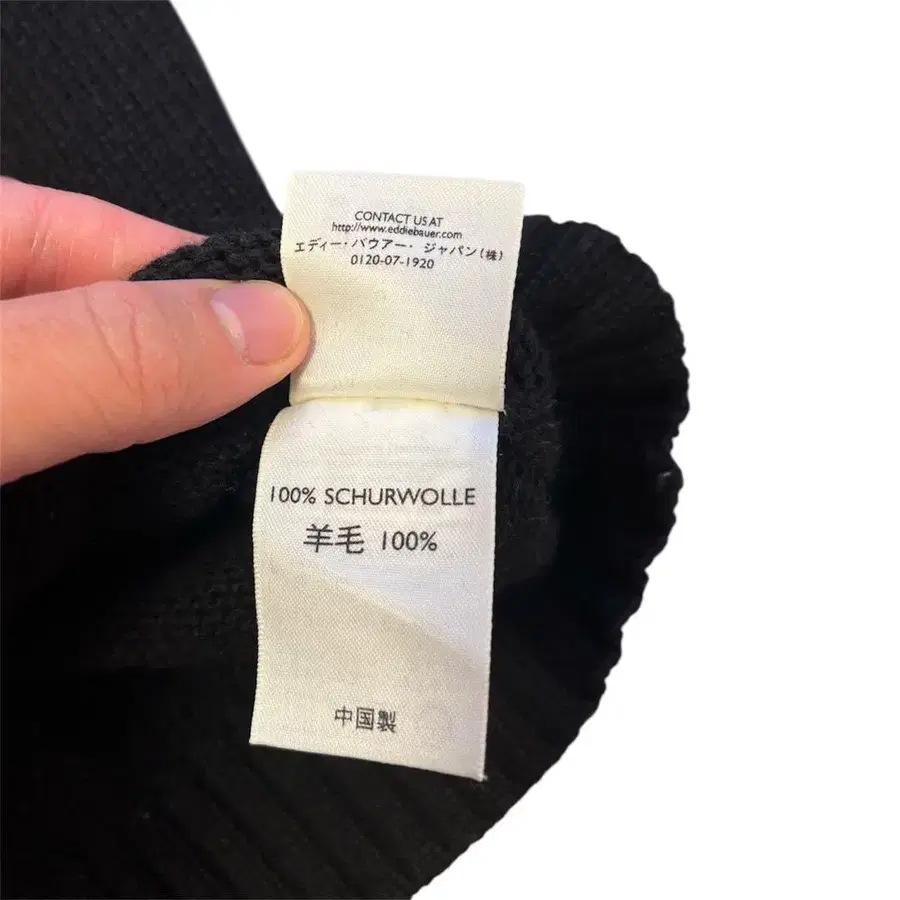 CONTACT US AT
http://www.eddiebauer.com
エディー・バウアー・ジャパン(株)
0120-07-1920
100% SCHURWOLLE
羊毛 100%
中国製